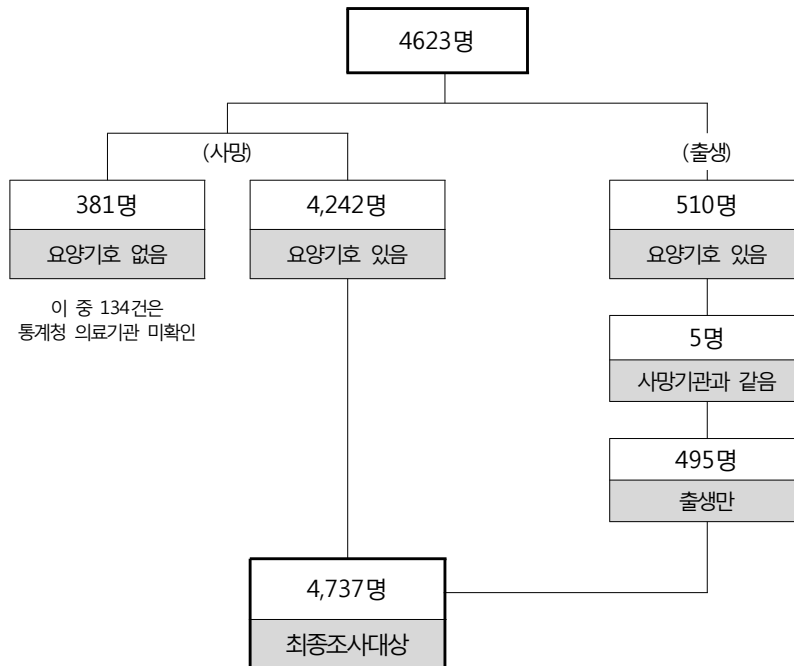 4623명
(사망)
(출생)
381명
요양기호 없음
4,242명
요양기호 있음
510명
요양기호 있음
이 중 134건은
통계청 의료기관 미확인
5명
사망기관과 같음
495명
출생만
4,737명
최종조사대상